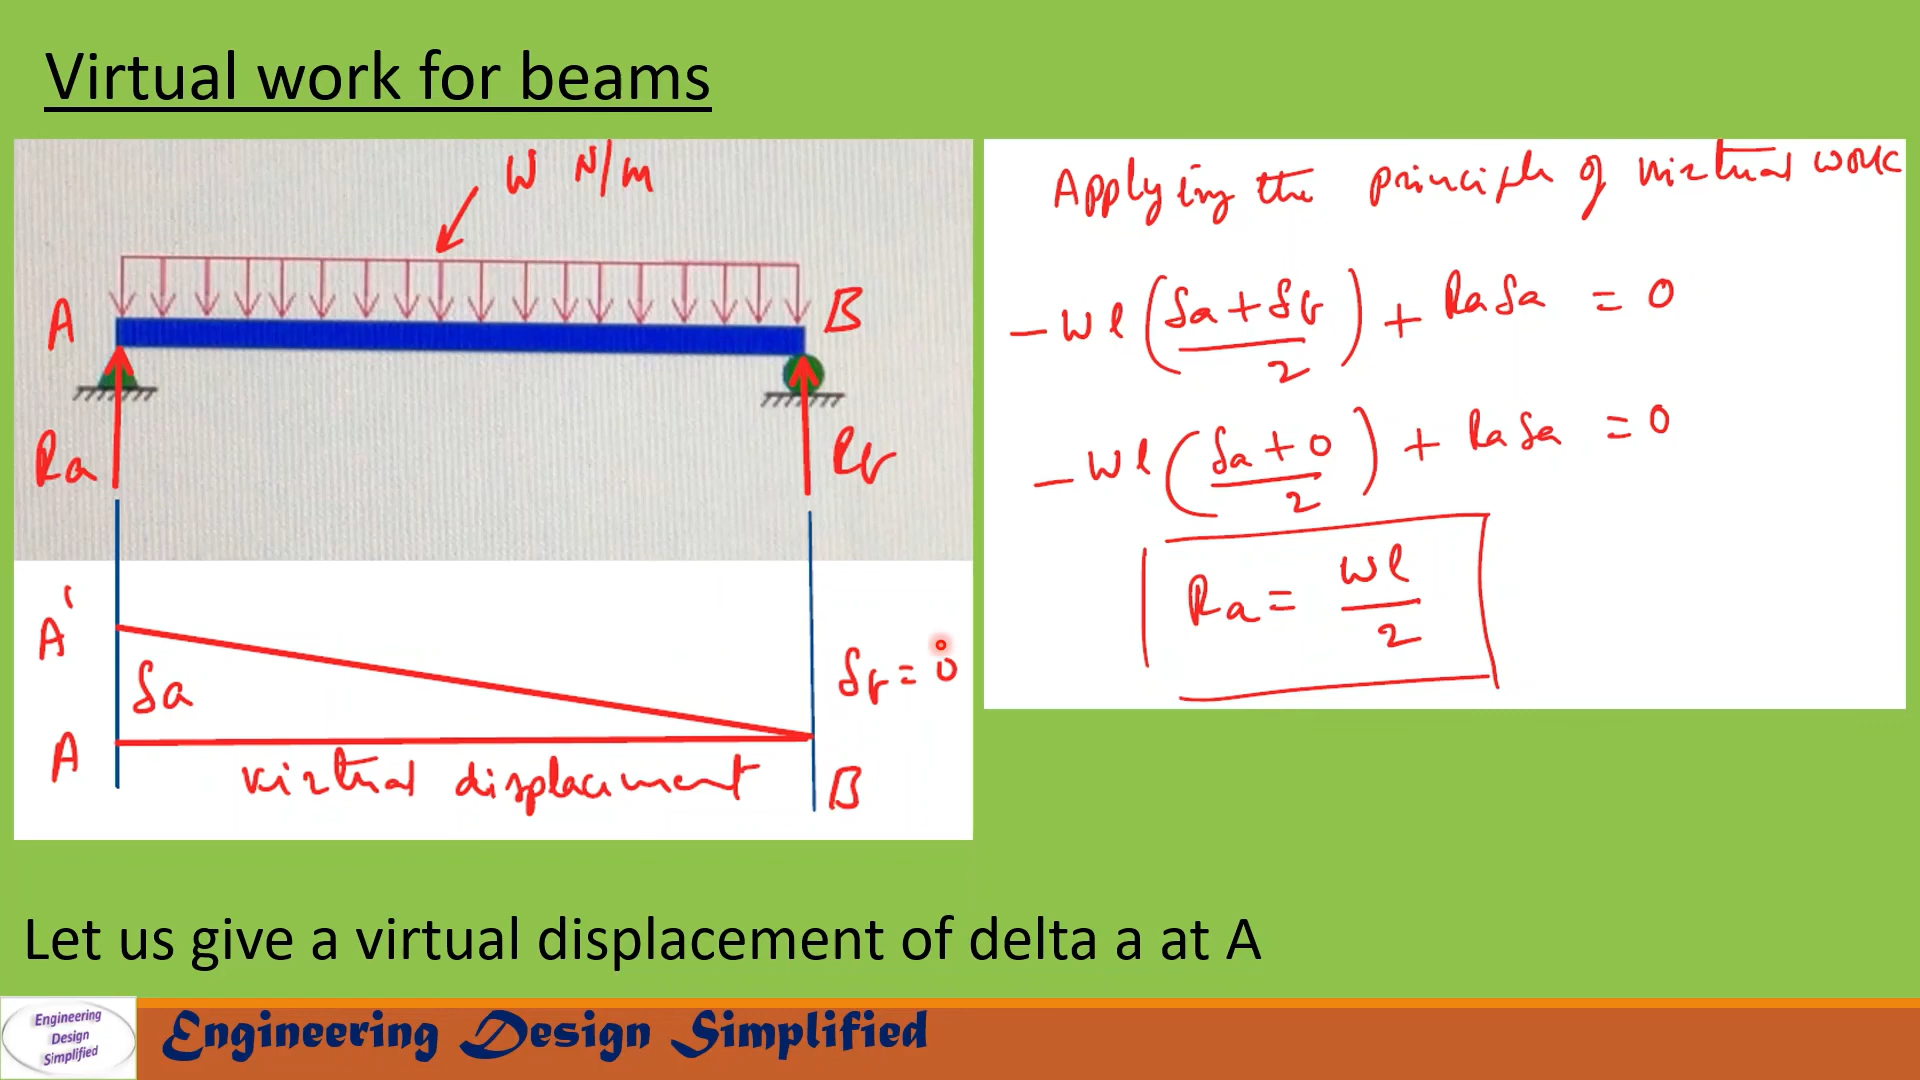 Virtual work for beams
W N/m
A
B
Ra
Rb
A'
δa
δb = 0
A
virtual displacement
B
Applying the principle of virtual work
- Wl (δa + δb / 2) + Ra δa = 0
- Wl (δa + 0 / 2) + Ra δa = 0
Ra = Wl / 2
Let us give a virtual displacement of delta a at A
Engineering
Design
Simplified
Engineering Design Simplified